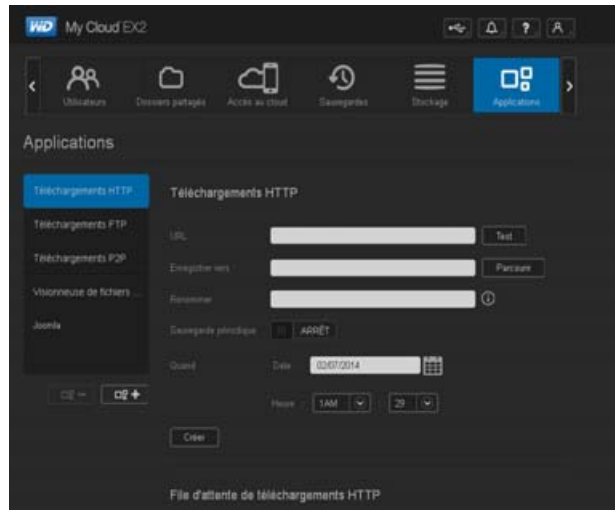 WD My Cloud EX2
Utilisateurs Dossiers partagés Accès au cloud Sauvegardes Stockage Applications
Applications
Téléchargements HTTP
Téléchargements FTP
Téléchargements P2P
Visionneuse de fichiers ...
Joomla
Téléchargements HTTP
URL Test
Enregistrer vers Parcourir
Renommer
Sauvegarde périodique ARRÊT
Quand Date 02/07/2014
Heure : 1AM : 29
Créer
File d'attente de téléchargements HTTP